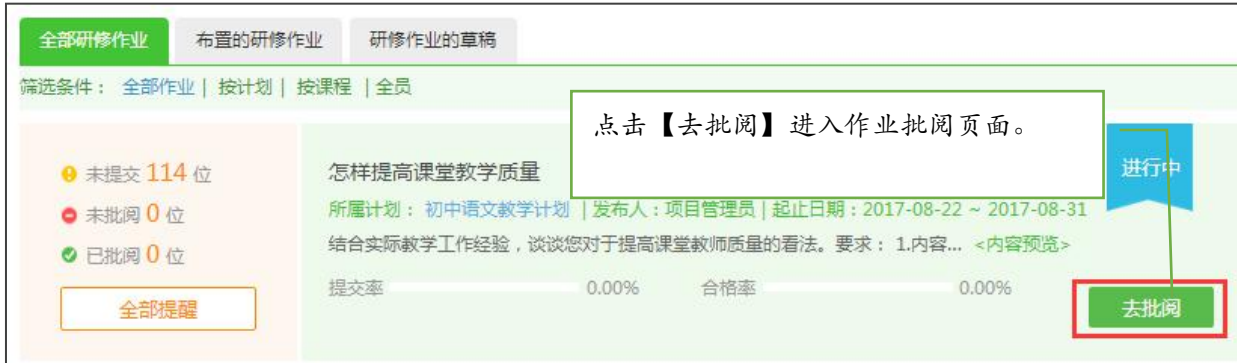 全部研修作业 布置的研修作业 研修作业的草稿
筛选条件： 全部作业 | 按计划 | 按课程 | 全员
点击【去批阅】进入作业批阅页面。
进行中
未提交 114 位
未批阅 0 位
已批阅 0 位
全部提醒
怎样提高课堂教学质量
所属计划： 初中语文教学计划 | 发布人：项目管理员 | 起止日期：2017-08-22 ~ 2017-08-31
结合实际教学工作经验，谈谈您对于提高课堂教师质量的看法。要求： 1.内容... <内容预览>
提交率 0.00% 合格率 0.00%
去批阅